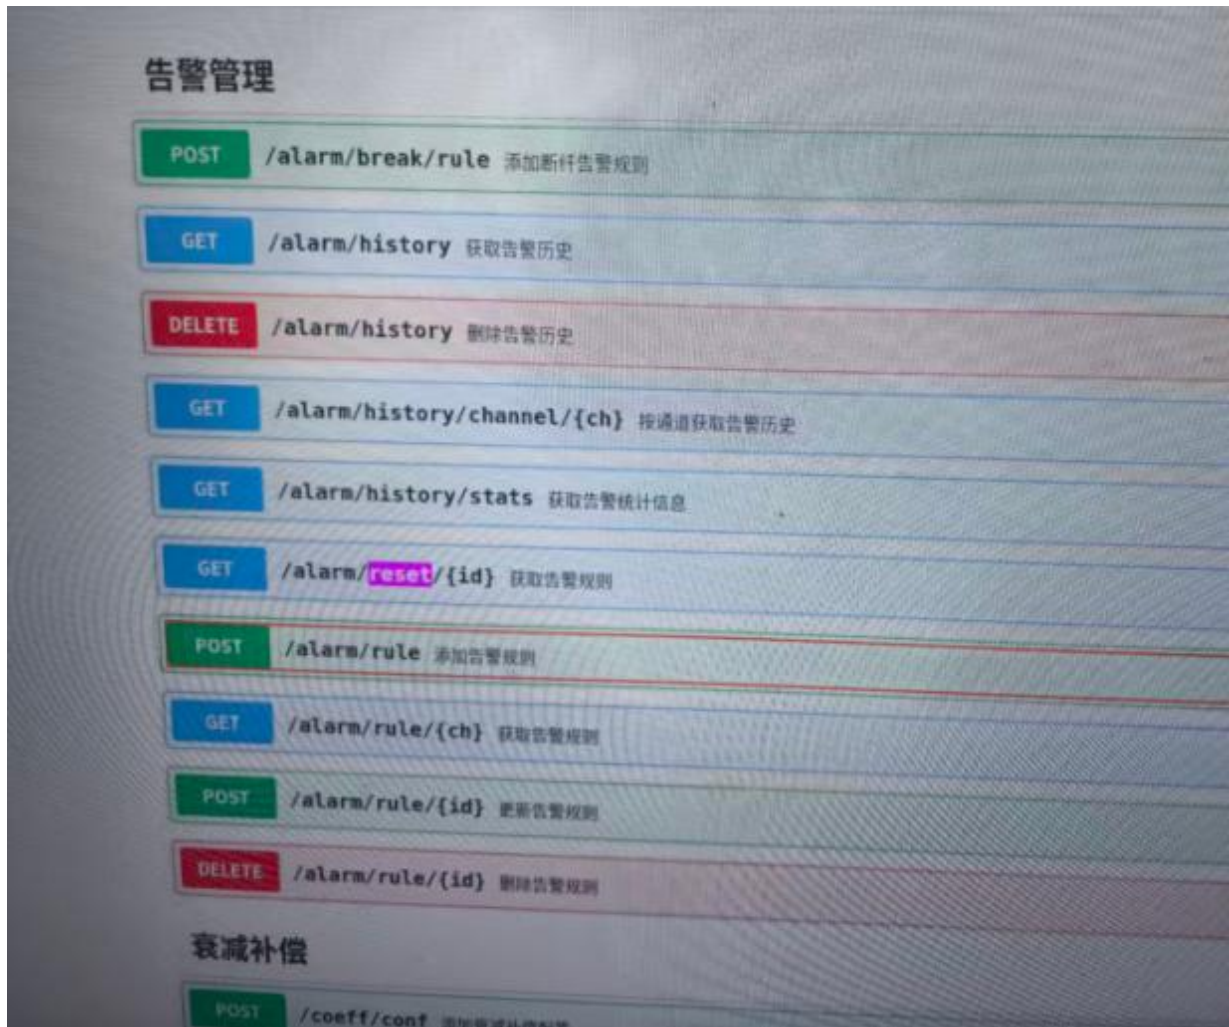 告警管理
POST /alarm/break/rule 添加断纤告警规则
GET /alarm/history 获取告警历史
DELETE /alarm/history 删除告警历史
GET /alarm/history/channel/{ch} 按通道获取告警历史
GET /alarm/history/stats 获取告警统计信息
GET /alarm/reset/{id} 获取告警规则
POST /alarm/rule 添加告警规则
GET /alarm/rule/{ch} 获取告警规则
POST /alarm/rule/{id} 更新告警规则
DELETE /alarm/rule/{id} 删除告警规则
衰减补偿
POST /coeff/conf